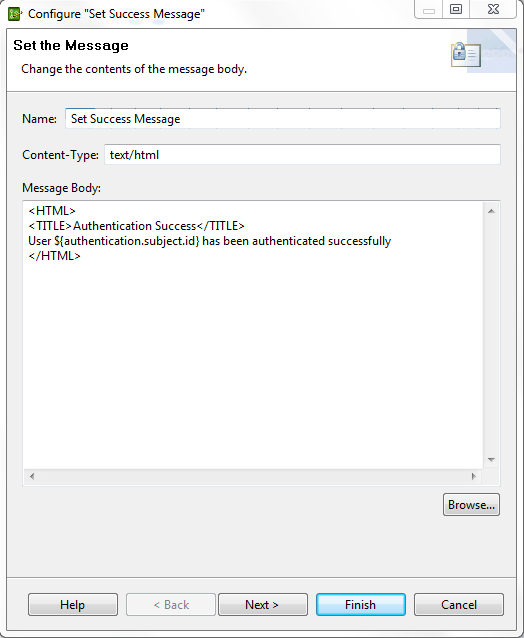 Configure "Set Success Message"
Set the Message
Change the contents of the message body.
Name: Set Success Message
Content-Type: text/html
Message Body:
<HTML>
<TITLE>Authentication Success</TITLE>
User ${authentication.subject.id} has been authenticated successfully
</HTML>
Browse...
Help < Back Next > Finish Cancel